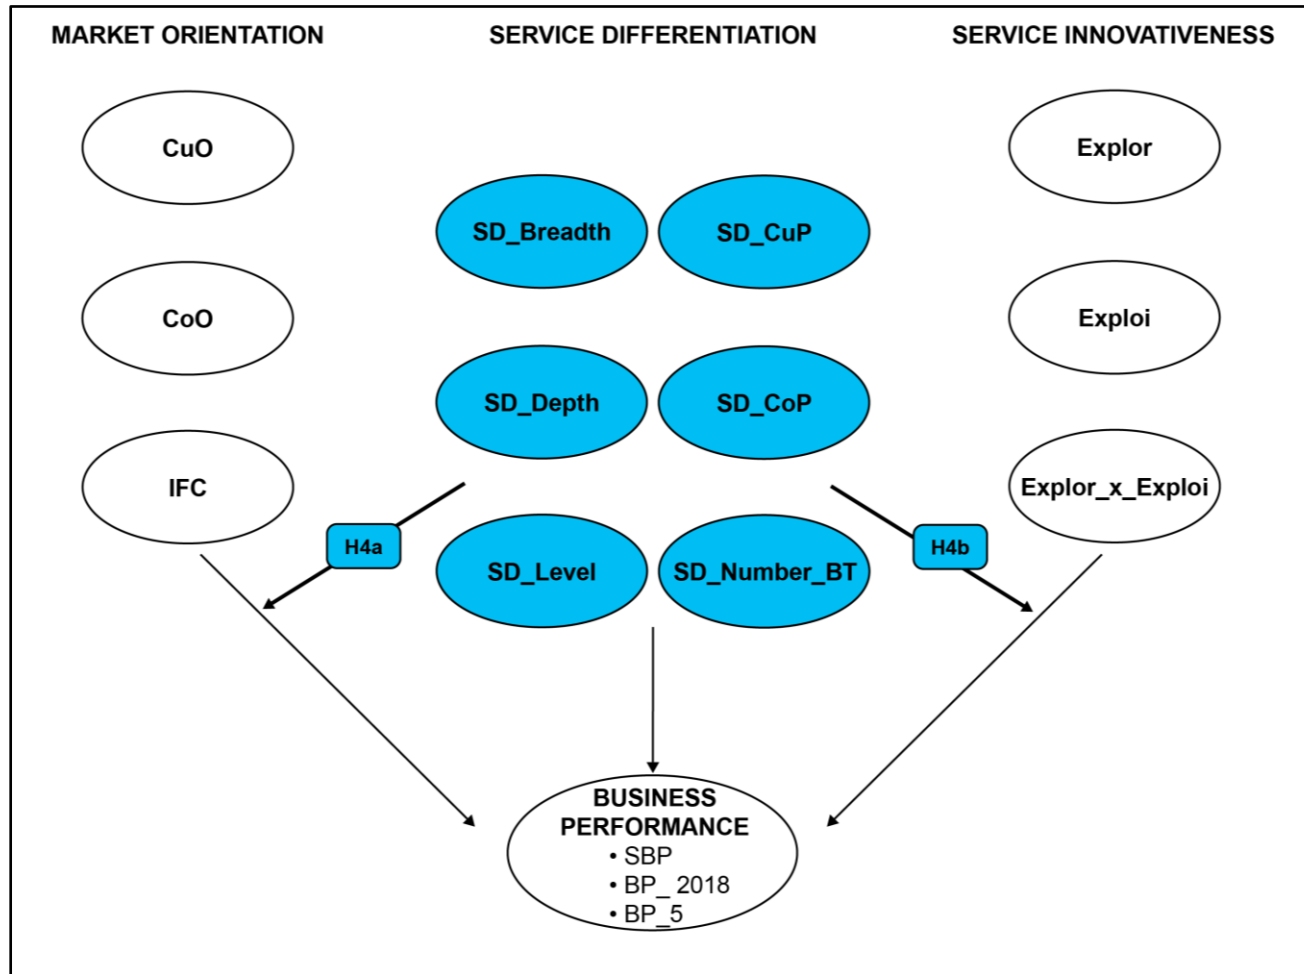 MARKET ORIENTATION
SERVICE DIFFERENTIATION
SERVICE INNOVATIVENESS
CuO
Explor
SD_Breadth
SD_CuP
CoO
Exploi
SD_Depth
SD_CoP
IFC
Explor_x_Exploi
H4a
H4b
SD_Level
SD_Number_BT
BUSINESS
PERFORMANCE
• SBP
• BP_ 2018
• BP_5